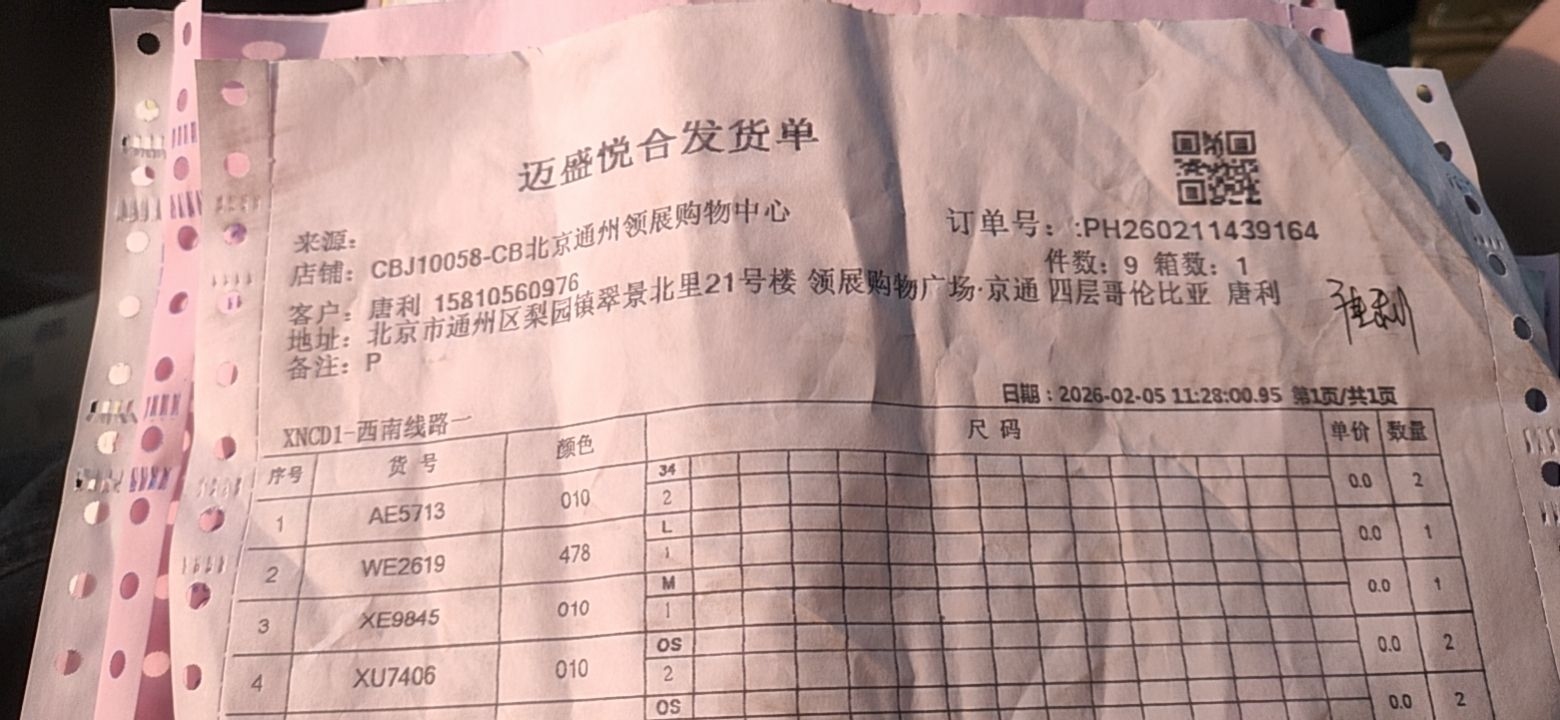 迈盛悦合发货单
来源：
订单号：:PH260211439164
店铺：CBJ10058-CB北京通州领展购物中心
件数：9 箱数：1
客户：唐利 15810560976
地址：北京市通州区梨园镇翠景北里21号楼 领展购物广场·京通 四层哥伦比亚 唐利
唐利
备注：P
日期：2026-02-05 11:28:00.95 第1页/共1页
XNCD1-西南线路一
序号 货号 颜色 尺码 单价 数量
34
1 AE5713 010 2 0.0 2
L
2 WE2619 478 1 0.0 1
M
3 XE9845 010 1 0.0 1
OS
4 XU7406 010 2 0.0 2
OS
0.0 2